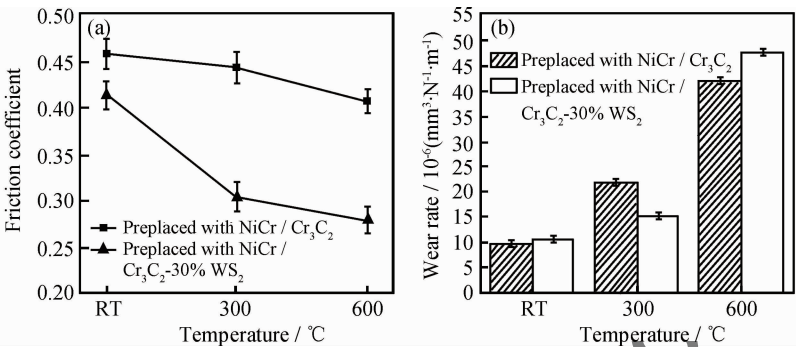 (a)
Friction coefficient
0.50
0.45
0.40
0.35
0.30
0.25
0.20
Preplaced with NiCr / Cr₃C₂
Preplaced with NiCr /
Cr₃C₂-30% WS₂
RT 300 600
Temperature / ℃
(b)
Wear rate / 10⁻⁶(mm³·N⁻¹·m⁻¹)
55
50
45
40
35
30
25
20
15
10
5
0
Preplaced with NiCr / Cr₃C₂
Preplaced with NiCr /
Cr₃C₂-30% WS₂
RT 300 600
Temperature / ℃